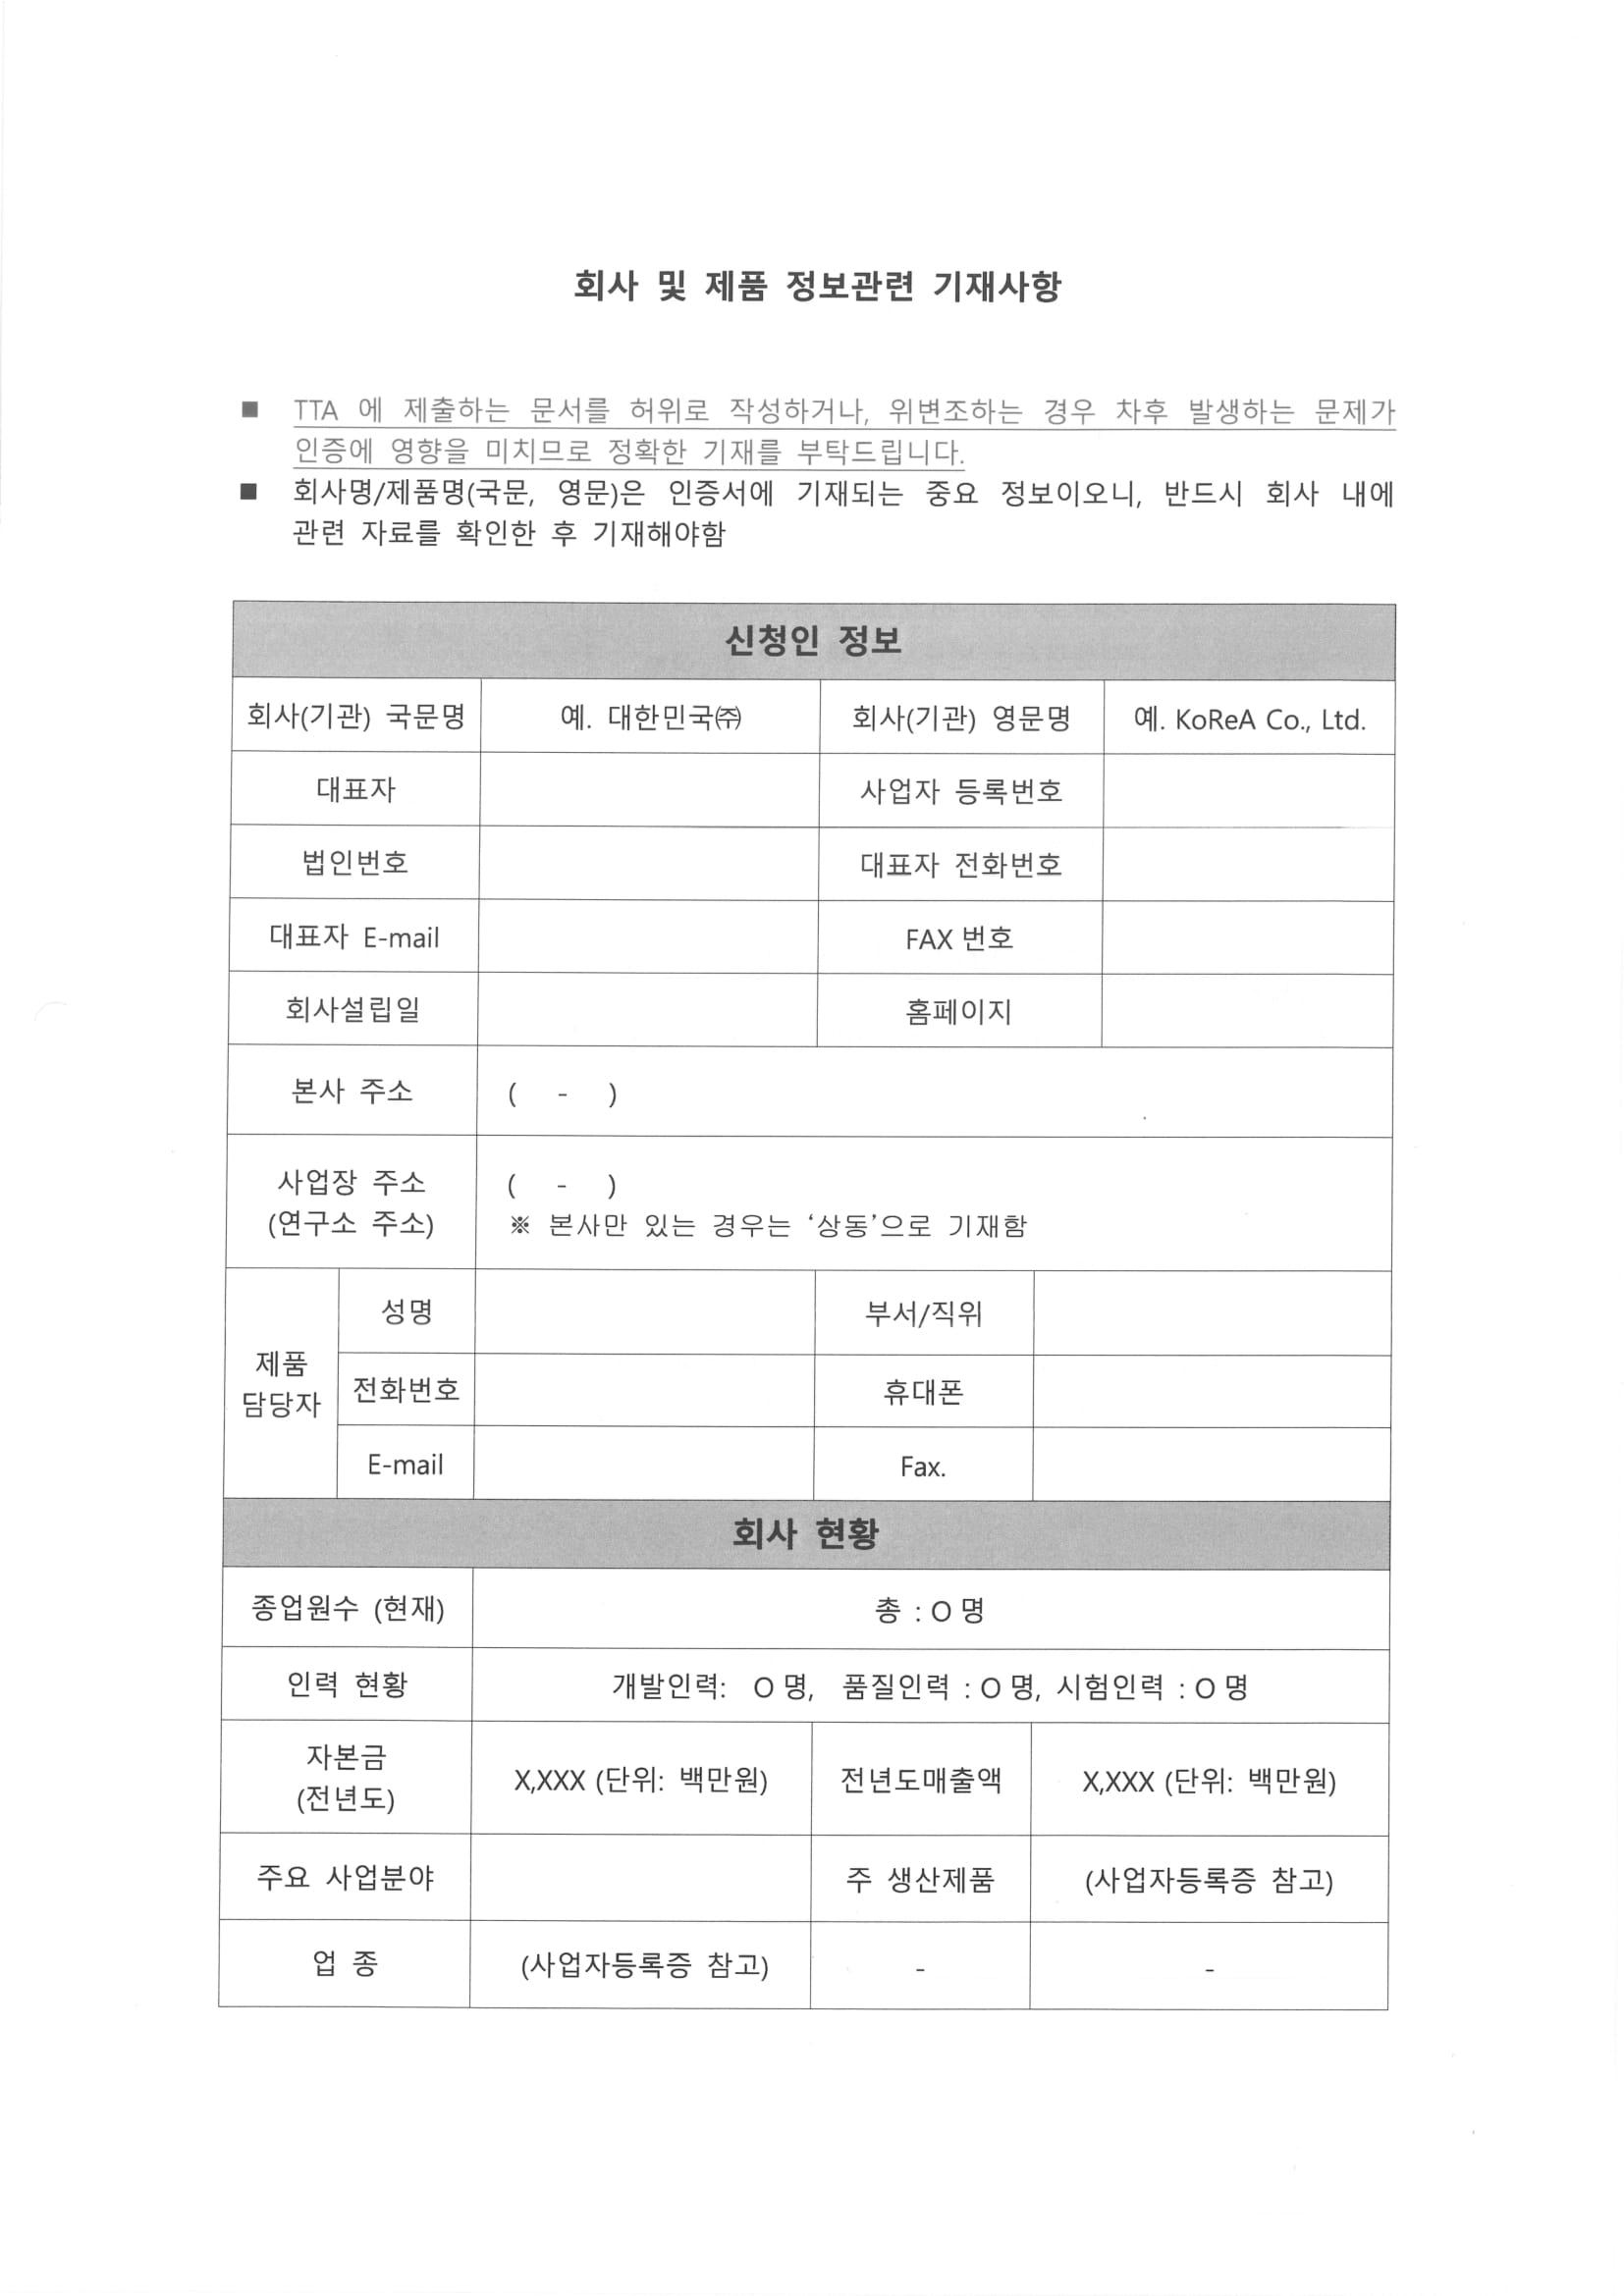 회사 및 제품 정보관련 기재사항
■ TTA 에 제출하는 문서를 허위로 작성하거나, 위변조하는 경우 차후 발생하는 문제가
인증에 영향을 미치므로 정확한 기재를 부탁드립니다.
■ 회사명/제품명(국문, 영문)은 인증서에 기재되는 중요 정보이오니, 반드시 회사 내에
관련 자료를 확인한 후 기재해야함
신청인 정보
회사(기관) 국문명 예. 대한민국㈜ 회사(기관) 영문명 예. KoReA Co., Ltd.
대표자 사업자 등록번호
법인번호 대표자 전화번호
대표자 E-mail FAX 번호
회사설립일 홈페이지
본사 주소 ( - )
사업장 주소 ( - )
(연구소 주소) ※ 본사만 있는 경우는 ‘상동’으로 기재함
제품
담당자
성명 부서/직위
전화번호 휴대폰
E-mail Fax.
회사 현황
종업원수 (현재) 총 : O 명
인력 현황 개발인력: O 명, 품질인력 : O 명, 시험인력 : O 명
자본금
(전년도) X,XXX (단위: 백만원) 전년도매출액 X,XXX (단위: 백만원)
주요 사업분야 주 생산제품 (사업자등록증 참고)
업 종 (사업자등록증 참고) - -